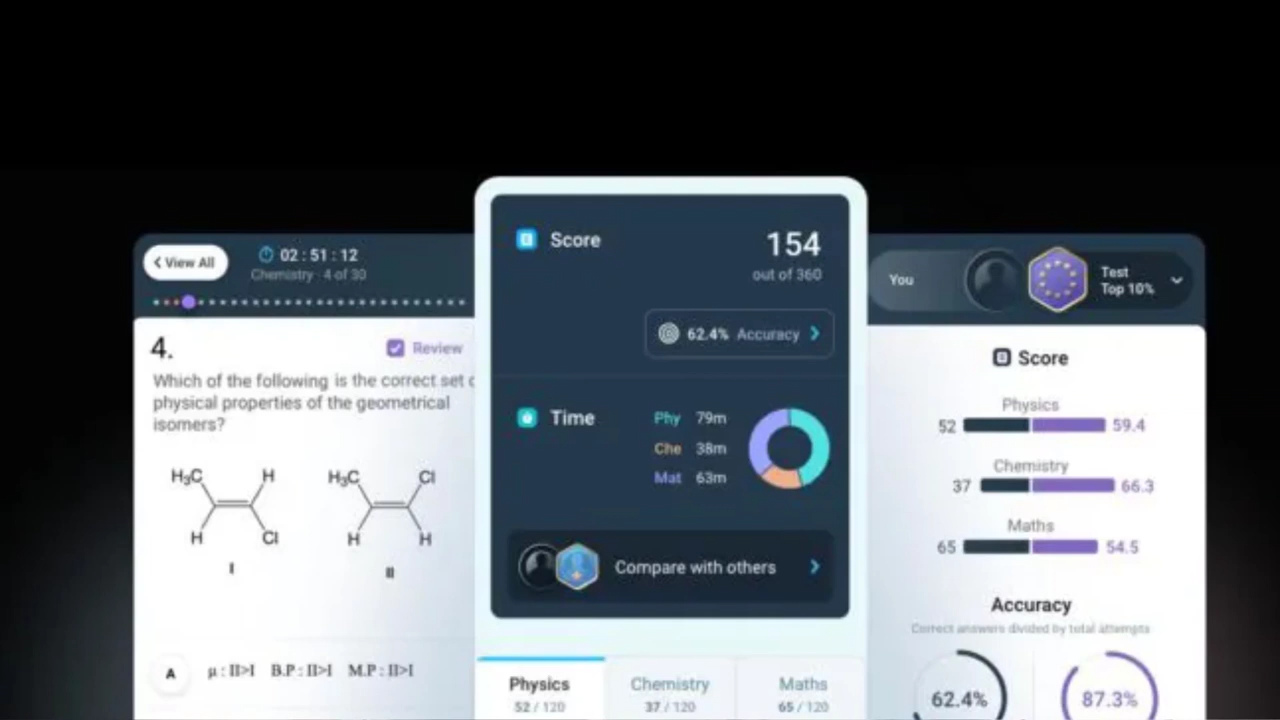 View All
02 : 51 : 12
Chemistry · 4 of 30
4.
Review
Which of the following is the correct set
physical properties of the geometrical
isomers?
H₃C H
H Cl
I
H₃C Cl
H H
II
A μ : II>I B.P : II>I M.P : II>I
Score
154
out of 360
62.4% Accuracy
Time
Phy 79m
Che 38m
Mat 63m
Compare with others
Physics
52 / 120
Chemistry
37 / 120
Maths
65 / 120
You
Test
Top 10%
Score
Physics
52 59.4
Chemistry
37 66.3
Maths
65 54.5
Accuracy
Correct answers divided by total attempts
62.4% 87.3%